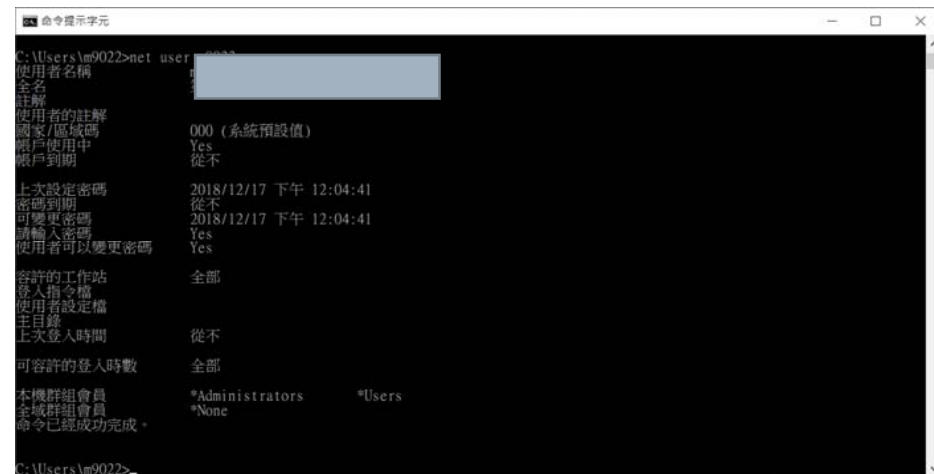 命令提示字元
C:\Users\m9022>net user
使用者名稱
全名
註解
使用者的註解
國家/區域碼 000 (系統預設值)
帳戶使用中 Yes
帳戶到期 從不
上次設定密碼 2018/12/17 下午 12:04:41
密碼到期 從不
可變更密碼 2018/12/17 下午 12:04:41
請輸入密碼 Yes
使用者可以變更密碼 Yes
容許的工作站 全部
登入指令檔
使用者設定檔
主目錄
上次登入時間 從不
可容許的登入時數 全部
本機群組會員 *Administrators *Users
全域群組會員 *None
命令已經成功完成。
C:\Users\m9022>_